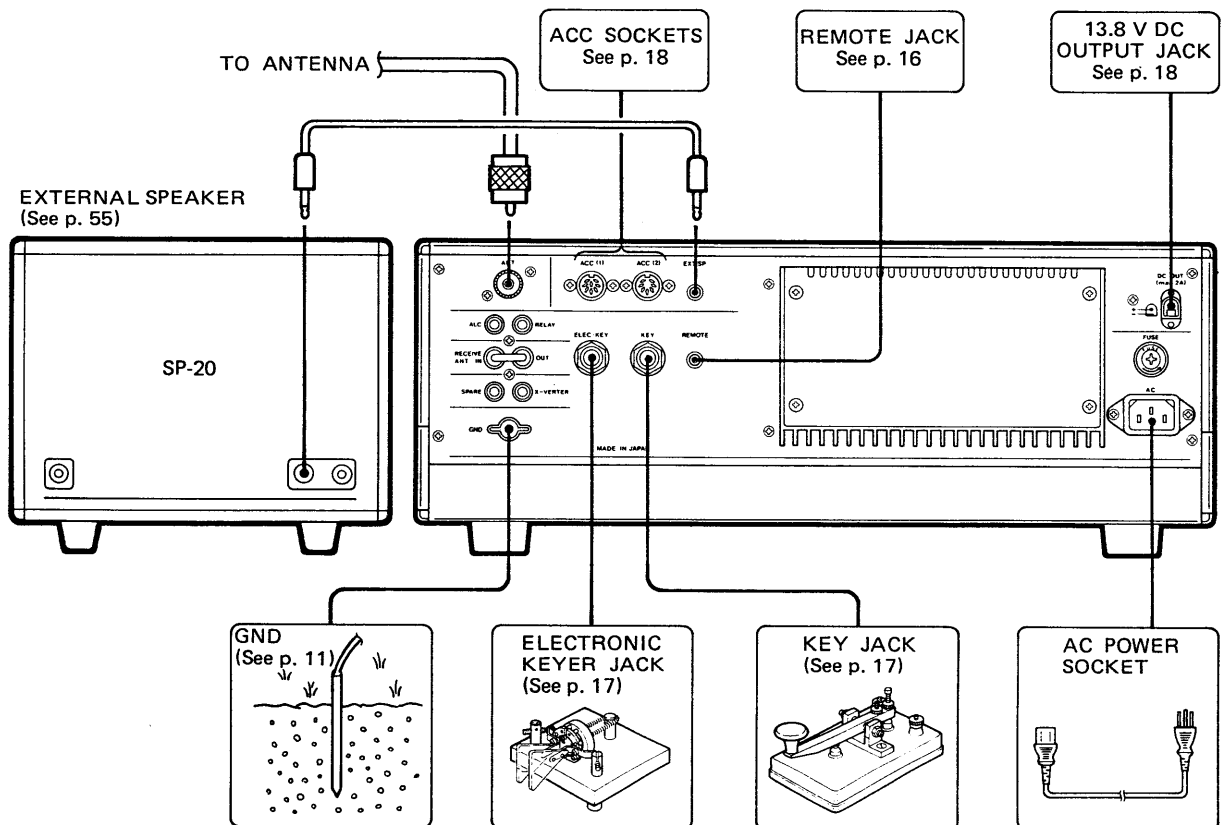 TO ANTENNA
ACC SOCKETS
See p. 18
REMOTE JACK
See p. 16
13.8 V DC
OUTPUT JACK
See p. 18
EXTERNAL SPEAKER
(See p. 55)
SP-20
ANT
ACC (1)
ACC (2)
EXT SP
DC OUT
(max 2A)
ALC
RELAY
ELEC-KEY
KEY
REMOTE
FUSE
RECEIVE
ANT IN
OUT
AC
SPARE
X-VERTER
GND
MADE IN JAPAN
GND
(See p. 11)
ELECTRONIC
KEYER JACK
(See p. 17)
KEY JACK
(See p. 17)
AC POWER
SOCKET